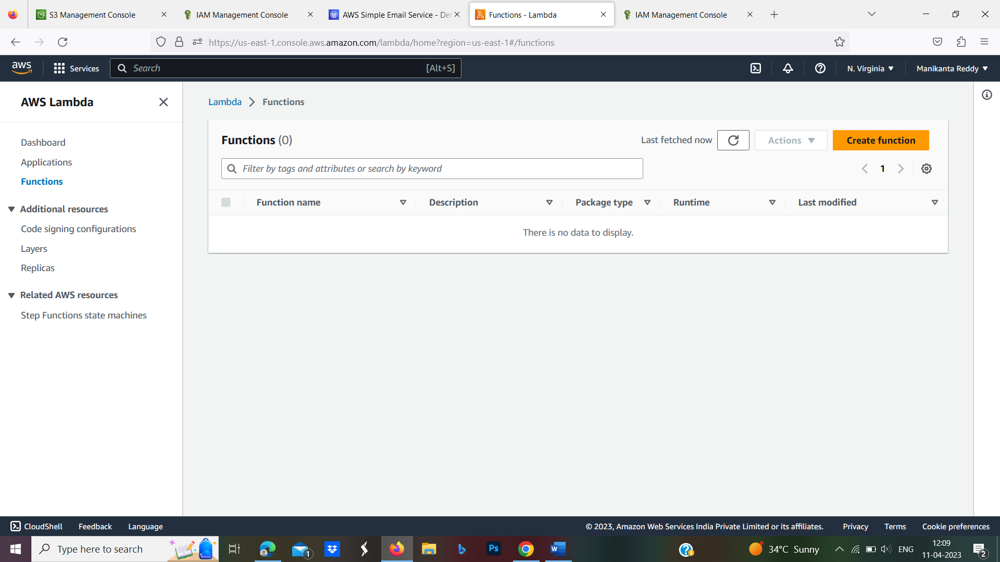 S3 Management Console
IAM Management Console
AWS Simple Email Service - Det
Functions - Lambda
IAM Management Console
https://us-east-1.console.aws.amazon.com/lambda/home?region=us-east-1#/functions
aws
Services
Search
[Alt+S]
N. Virginia
Manikanta Reddy
AWS Lambda
Dashboard
Applications
Functions
Additional resources
Code signing configurations
Layers
Replicas
Related AWS resources
Step Functions state machines
Lambda
Functions
Functions (0)
Last fetched now
Actions
Create function
Filter by tags and attributes or search by keyword
1
Function name
Description
Package type
Runtime
Last modified
There is no data to display.
CloudShell
Feedback
Language
© 2023, Amazon Web Services India Private Limited or its affiliates.
Privacy
Terms
Cookie preferences
Type here to search
1
Ps
W
34°C Sunny
ENG
12:09
11-04-2023
2